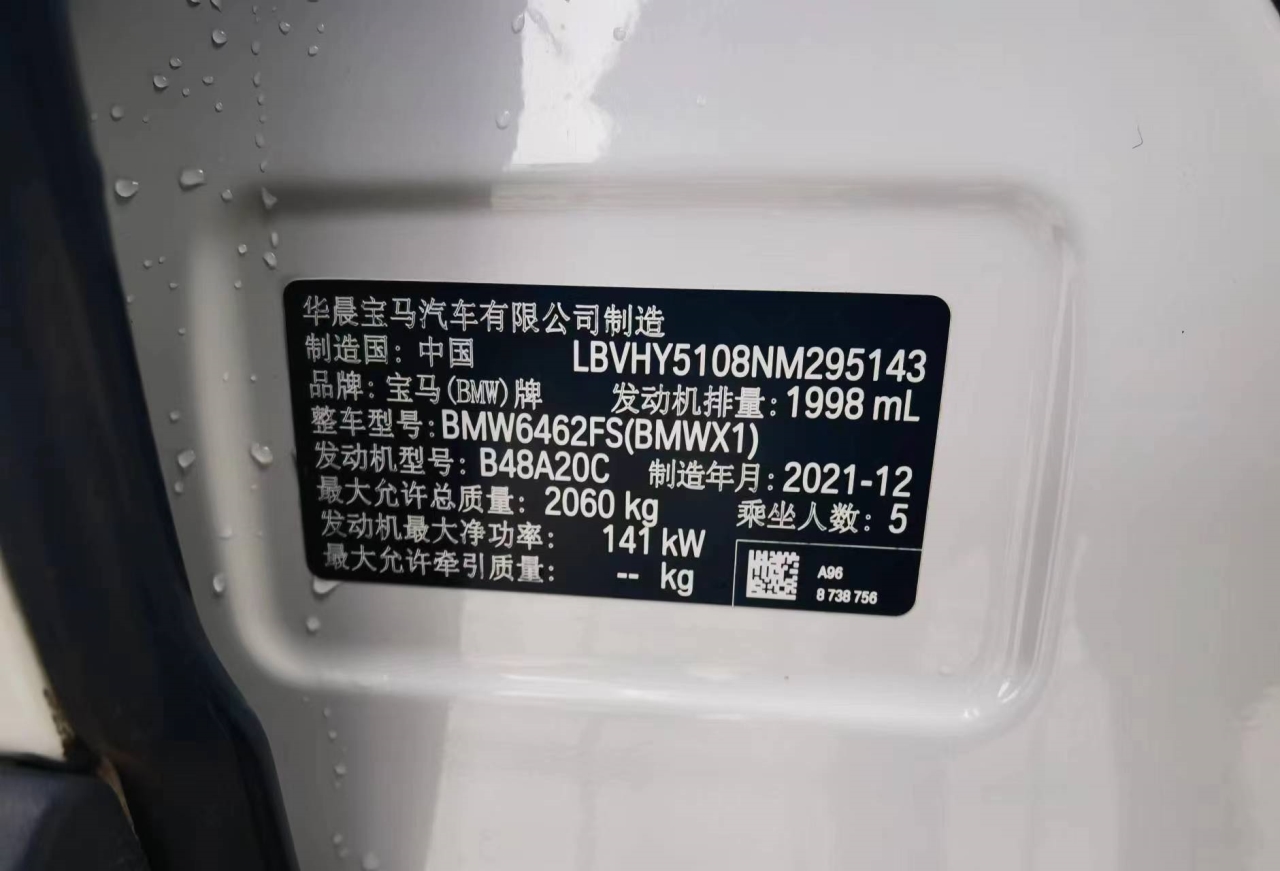 华晨宝马汽车有限公司制造
制造国：中国 LBVHY5108NM295143
品牌：宝马(BMW)牌 发动机排量：1998 mL
整车型号：BMW6462FS(BMWX1)
发动机型号：B48A20C 制造年月：2021-12
最大允许总质量：2060 kg 乘坐人数：5
发动机最大净功率：141 kW
最大允许牵引质量：-- kg
A96
8 738 756